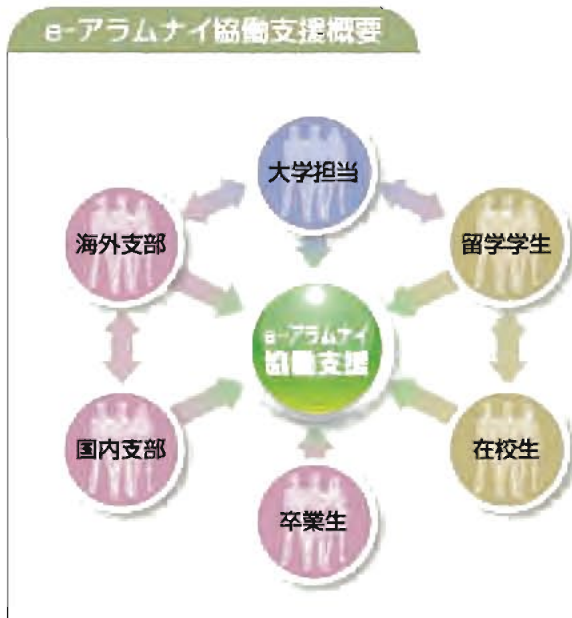 e-アラムナイ協働支援概要
大学担当
海外支部
留学学生
e-アラムナイ
協働支援
国内支部
在校生
卒業生